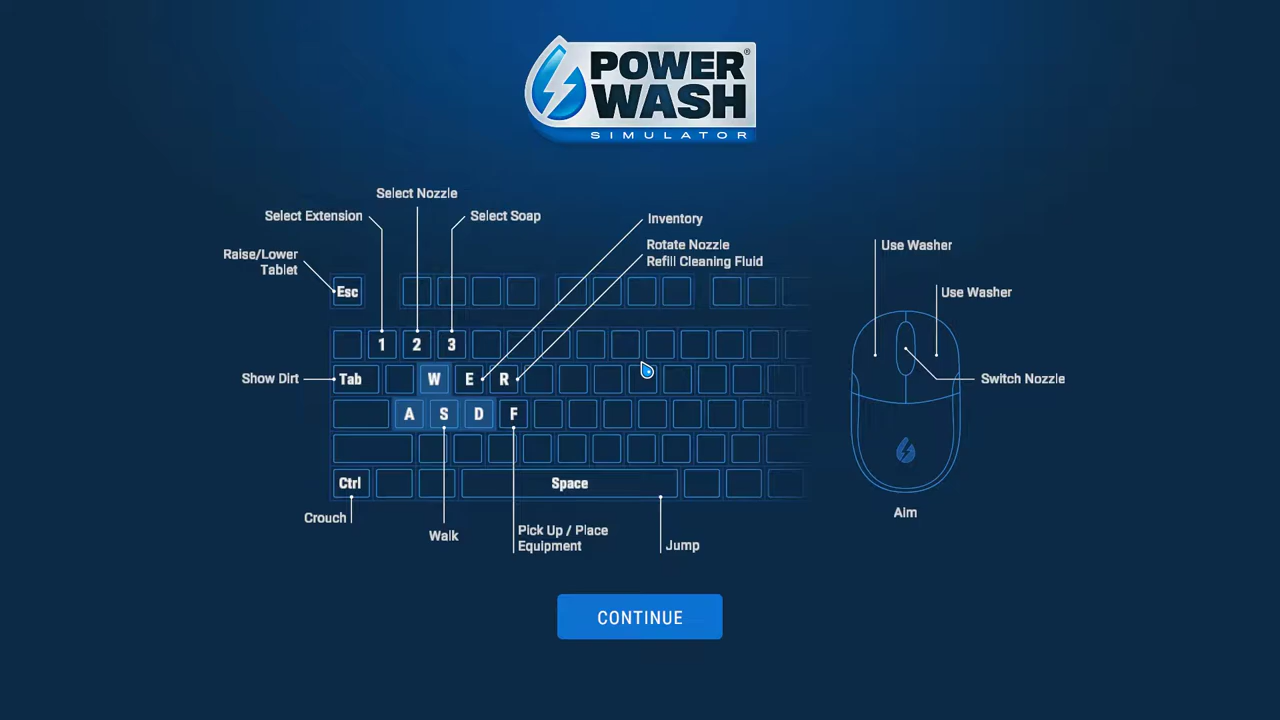 POWER®
WASH
SIMULATOR
Select Nozzle
Select Extension
Select Soap
Inventory
Rotate Nozzle
Refill Cleaning Fluid
Use Washer
Raise/Lower
Tablet
Esc
Use Washer
1 2 3
Show Dirt
Tab W E R
Switch Nozzle
A S D F
Ctrl Space
Aim
Crouch
Walk
Pick Up / Place
Equipment
Jump
CONTINUE